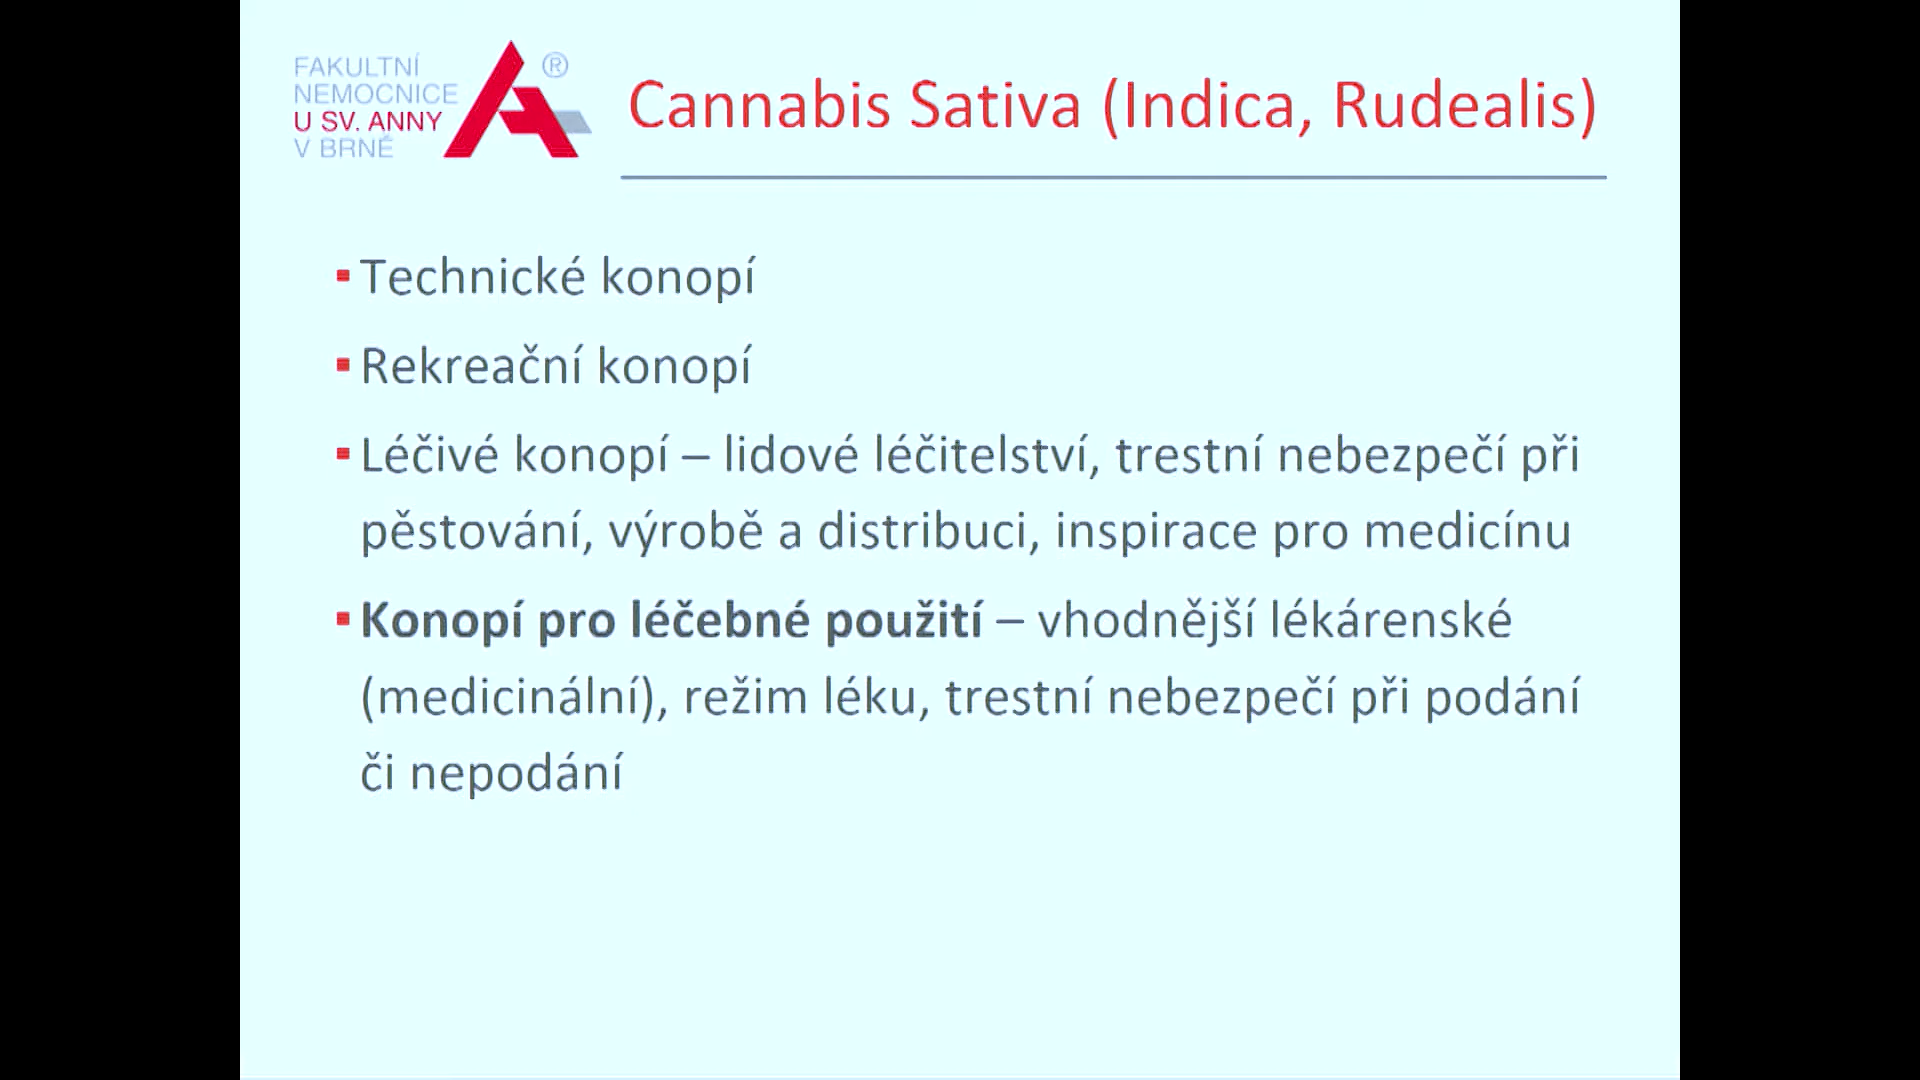 FAKULTNÍ
NEMOCNICE
U SV. ANNY
V BRNĚ
®
Cannabis Sativa (Indica, Rudealis)
▪ Technické konopí
▪ Rekreační konopí
▪ Léčivé konopí – lidové léčitelství, trestní nebezpečí při
pěstování, výrobě a distribuci, inspirace pro medicínu
▪ Konopí pro léčebné použití – vhodnější lékárenské
(medicinální), režim léku, trestní nebezpečí při podání
či nepodání